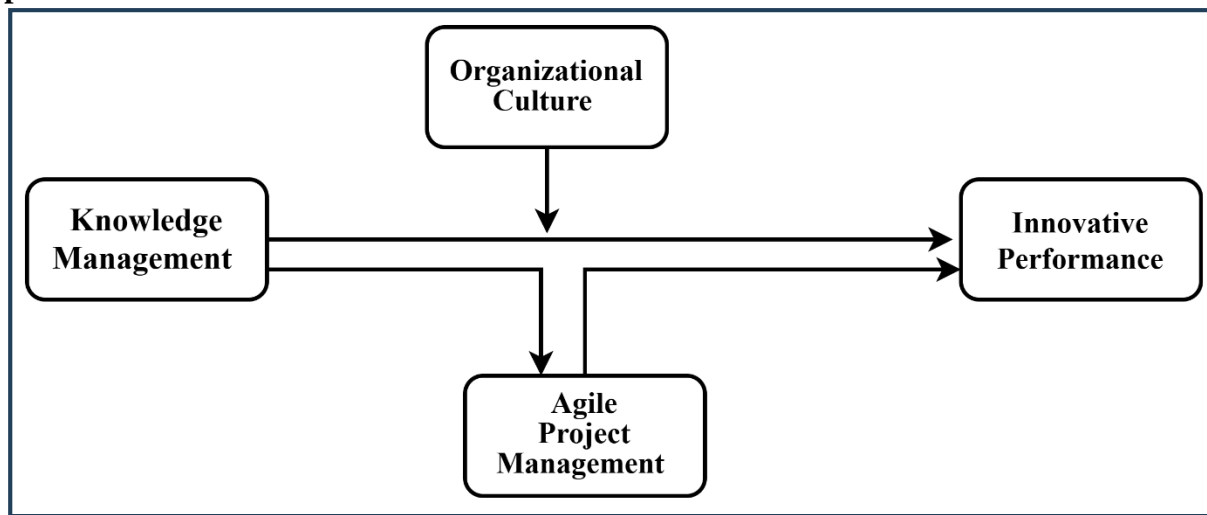 Organizational
Culture
Knowledge
Management
Innovative
Performance
Agile
Project
Management